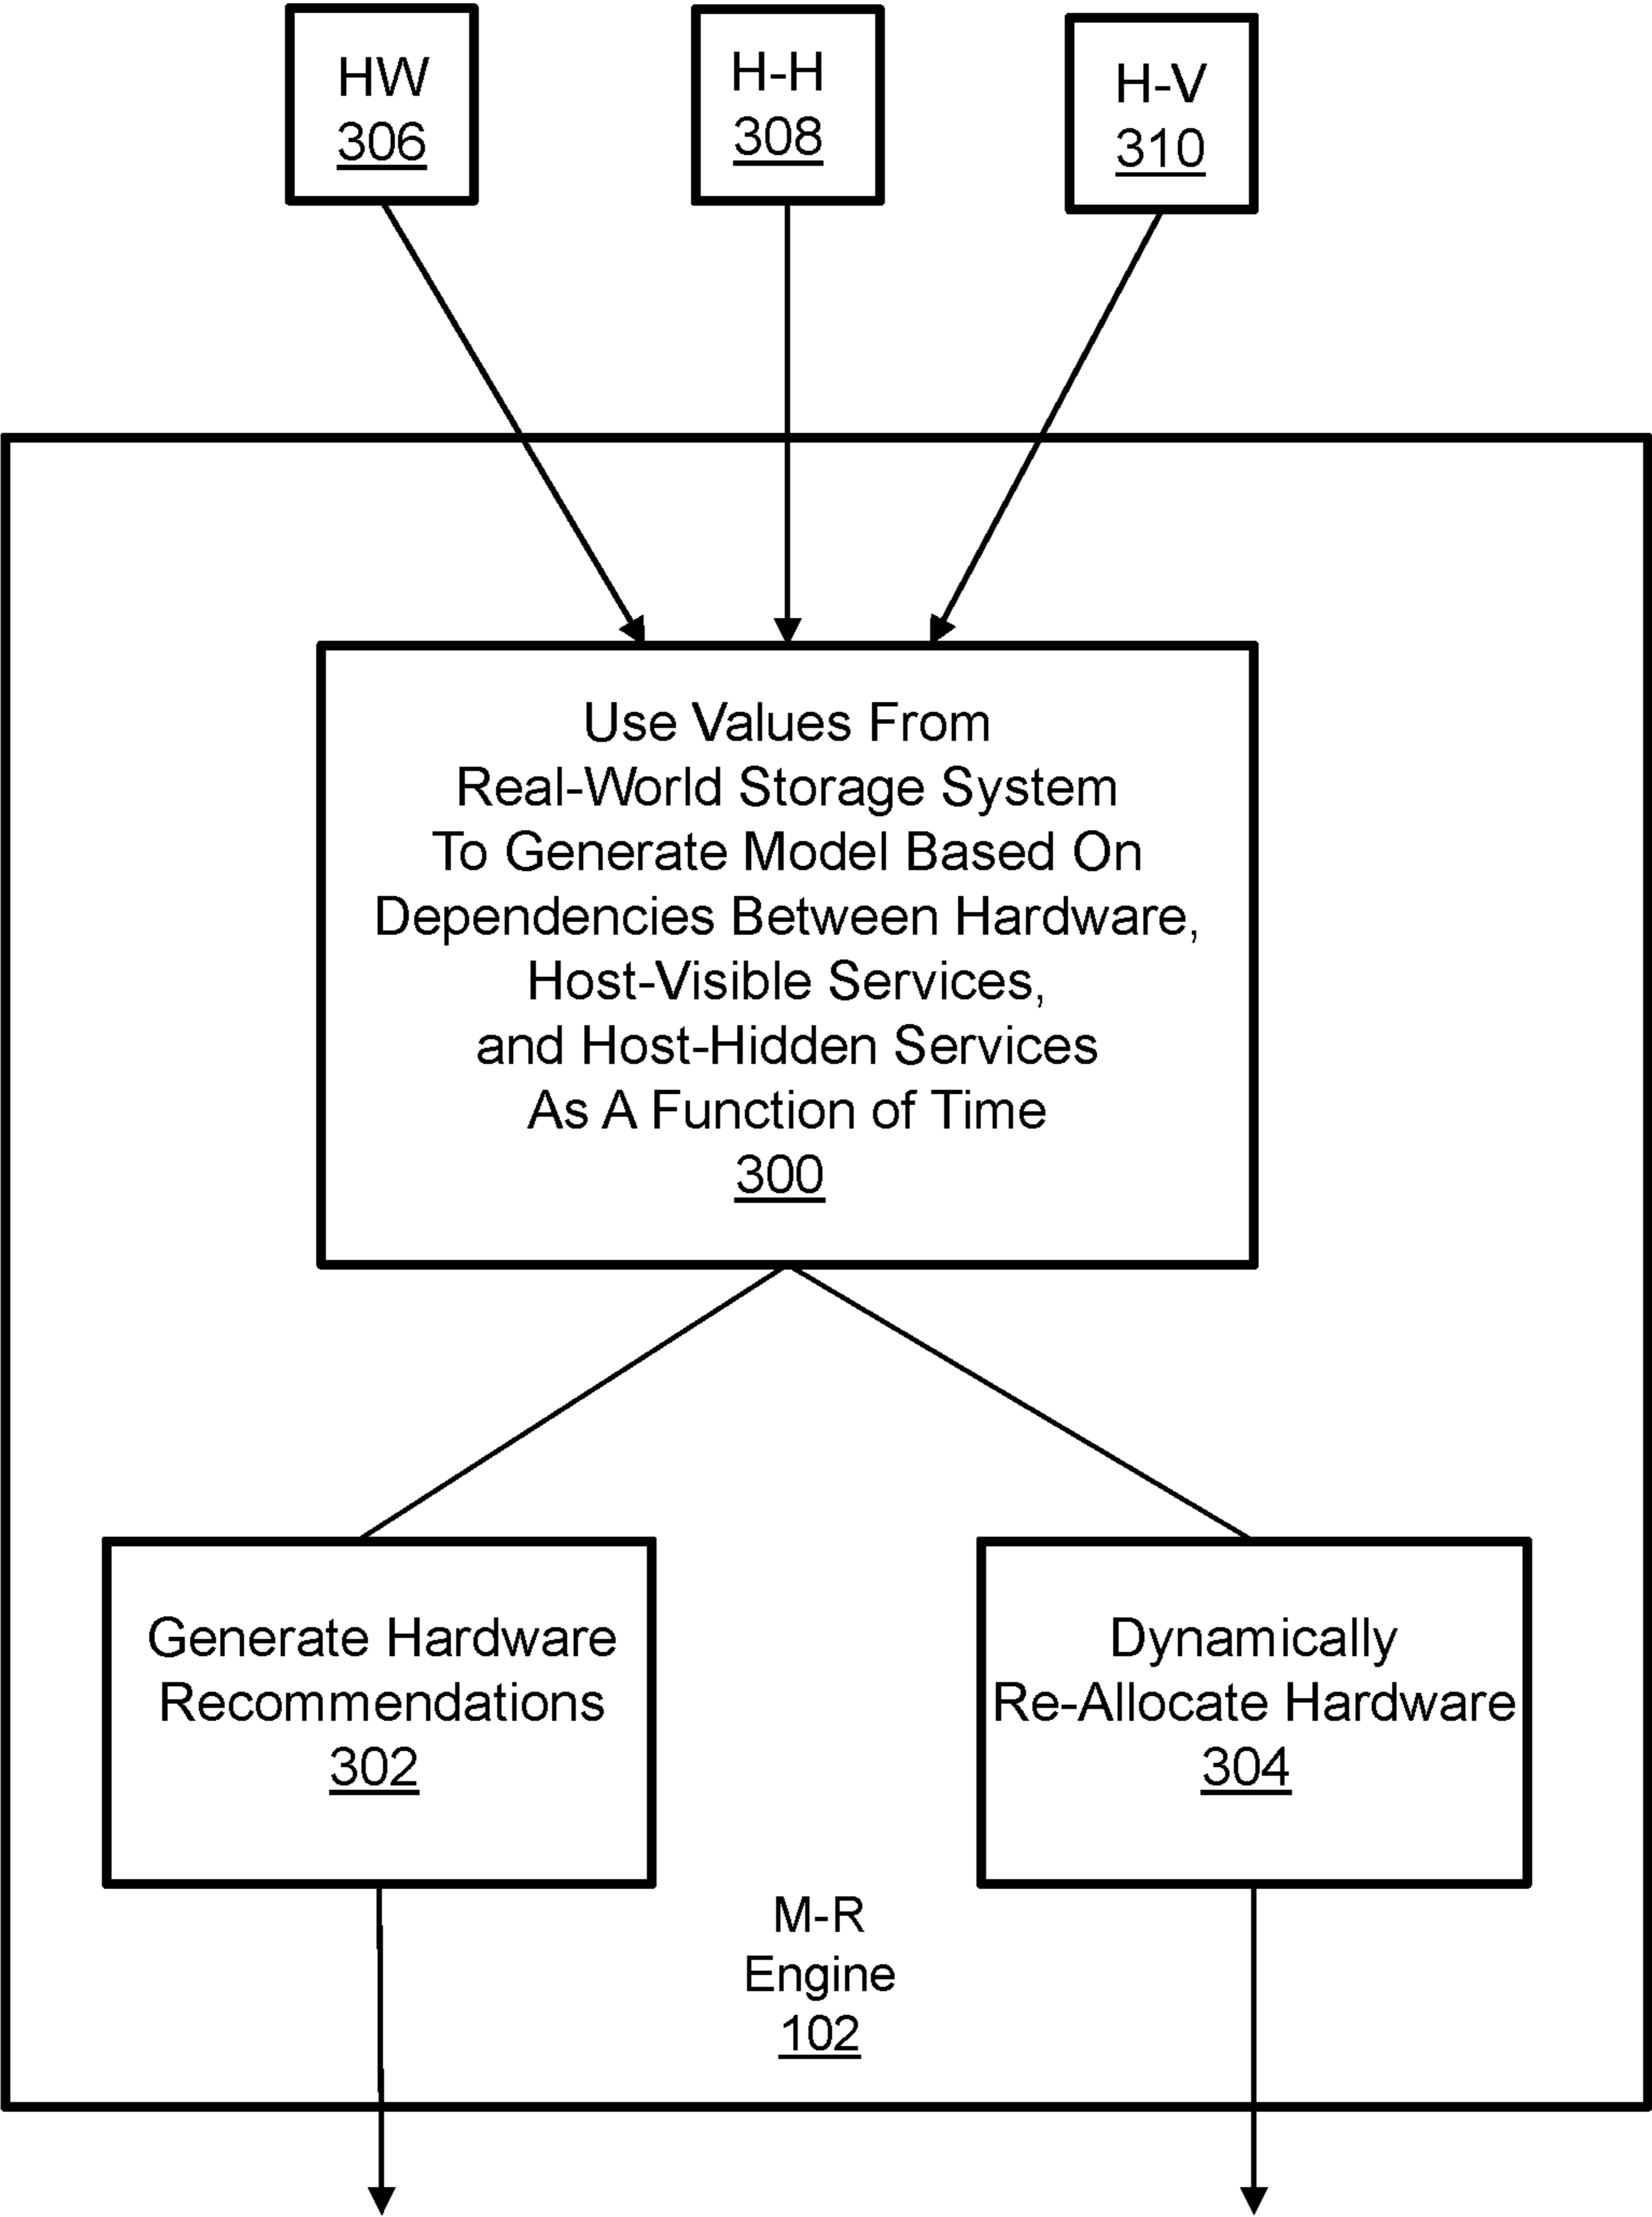 HW
306
H-H
308
H-V
310
Use Values From
Real-World Storage System
To Generate Model Based On
Dependencies Between Hardware,
Host-Visible Services,
and Host-Hidden Services
As A Function of Time
300
Generate Hardware
Recommendations
302
Dynamically
Re-Allocate Hardware
304
M-R
Engine
102